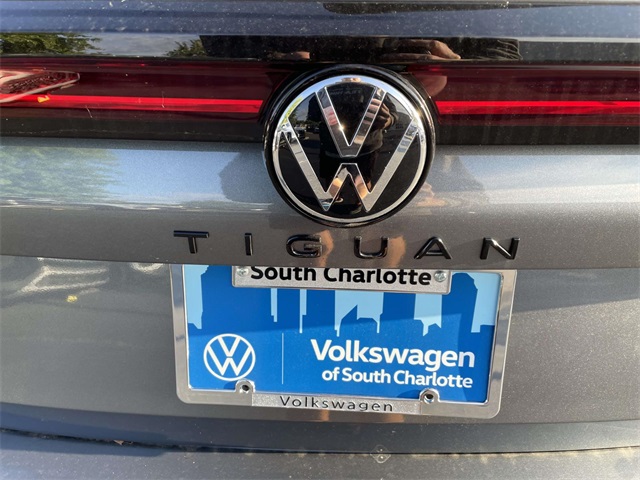 TIGUAN
South Charlotte
Volkswagen
of South Charlotte
Volkswagen